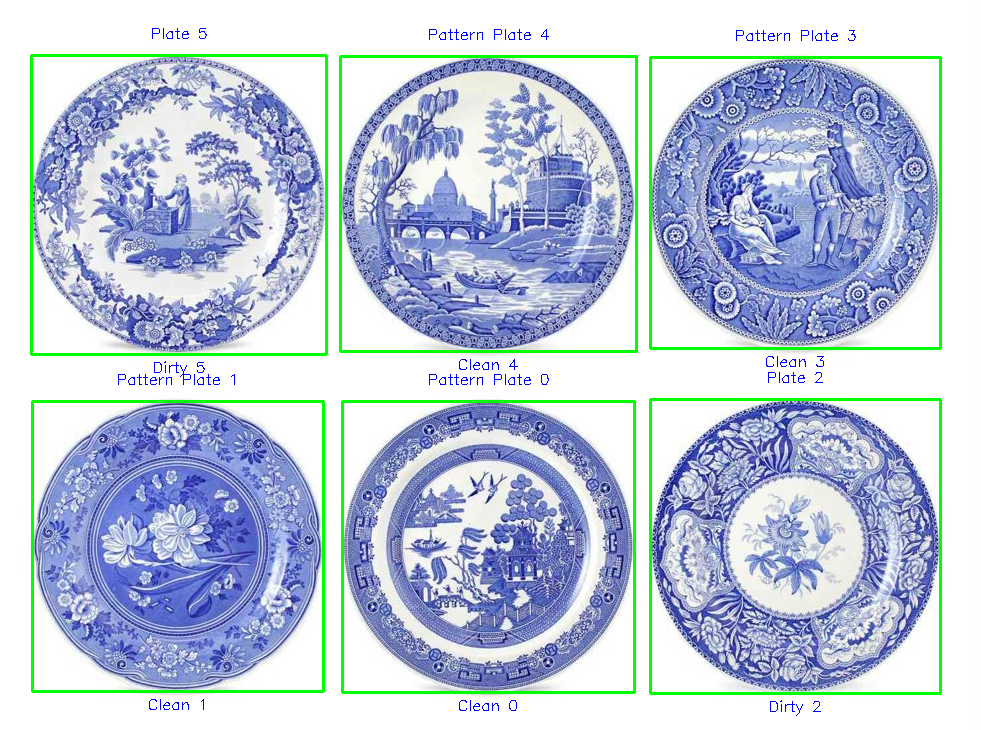 Plate 5
Pattern Plate 4
Pattern Plate 3
Dirty 5
Clean 4
Clean 3
Pattern Plate 1
Pattern Plate 0
Plate 2
Clean 1
Clean 0
Dirty 2